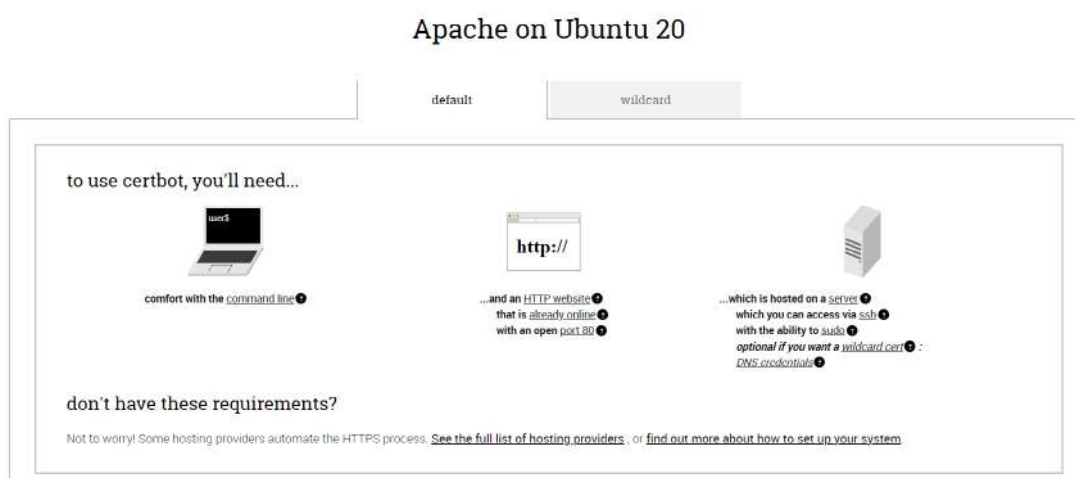 Apache on Ubuntu 20
default
wildcard
to use certbot, you'll need...
user$
http://
comfort with the command line
...and an HTTP website
that is already online
with an open port 80
...which is hosted on a server
which you can access via ssh
with the ability to sudo
optional if you want a wildcard cert :
DNS credentials
don't have these requirements?
Not to worry! Some hosting providers automate the HTTPS process. See the full list of hosting providers , or find out more about how to set up your system